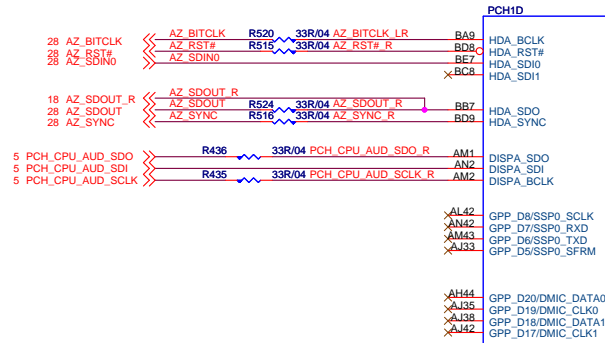 PCH1D
28 AZ_BITCLK AZ_BITCLK R520 33R/04 AZ_BITCLK_LR BA9 HDA_BCLK
28 AZ_RST# AZ_RST# R515 33R/04 AZ_RST#_R BD8 HDA_RST#
28 AZ_SDIN0 AZ_SDIN0 BE7 HDA_SDI0
BC8 HDA_SDI1
18 AZ_SDOUT_R AZ_SDOUT_R
28 AZ_SDOUT AZ_SDOUT R524 33R/04 AZ_SDOUT_R BB7 HDA_SDO
28 AZ_SYNC AZ_SYNC R516 33R/04 AZ_SYNC_R BD9 HDA_SYNC
5 PCH_CPU_AUD_SDO R436 33R/04 PCH_CPU_AUD_SDO_R AM1 DISPA_SDO
5 PCH_CPU_AUD_SDI AN2 DISPA_SDI
5 PCH_CPU_AUD_SCLK R435 33R/04 PCH_CPU_AUD_SCLK_R AM2 DISPA_BCLK
AL42 GPP_D8/SSP0_SCLK
AN42 GPP_D7/SSP0_RXD
AM43 GPP_D6/SSP0_TXD
AJ33 GPP_D5/SSP0_SFRM
AH44 GPP_D20/DMIC_DATA0
AJ35 GPP_D19/DMIC_CLK0
AJ38 GPP_D18/DMIC_DATA1
AJ42 GPP_D17/DMIC_CLK1